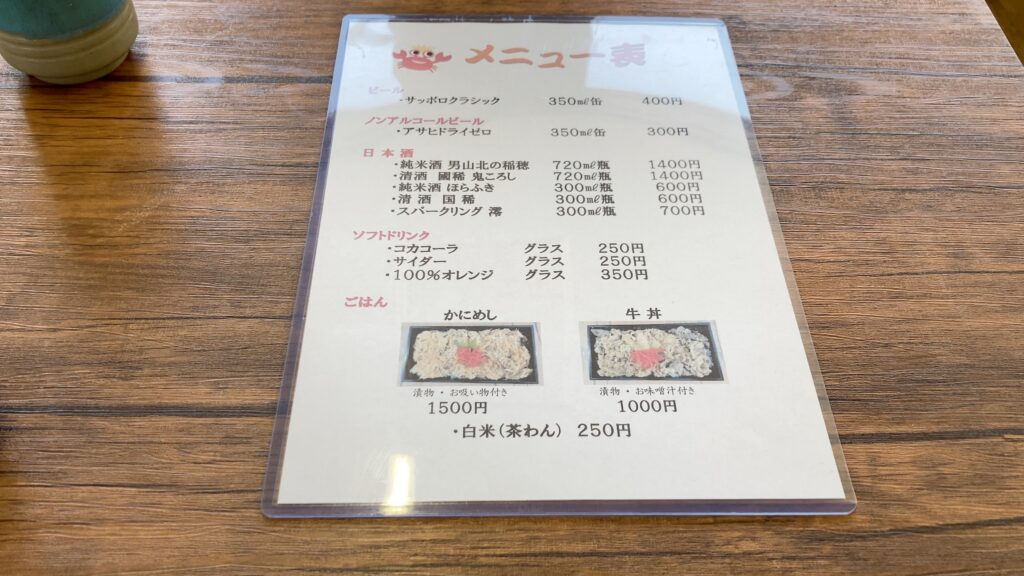 メニュー表
ビール
・サッポロクラシック 350㎖缶 400円
ノンアルコールビール
・アサヒドライゼロ 350㎖缶 300円
日本酒
・純米酒 男山北の稲穂 720㎖瓶 1400円
・清酒 國稀 鬼ころし 720㎖瓶 1400円
・純米酒 ほらふき 300㎖瓶 600円
・清酒 国稀 300㎖瓶 600円
・スパークリング 澪 300㎖瓶 700円
ソフトドリンク
・コカコーラ グラス 250円
・サイダー グラス 250円
・100%オレンジ グラス 350円
ごはん
かにめし 牛丼
漬物・お吸い物付き 漬物・お味噌汁付き
1500円 1000円
・白米(茶わん) 250円